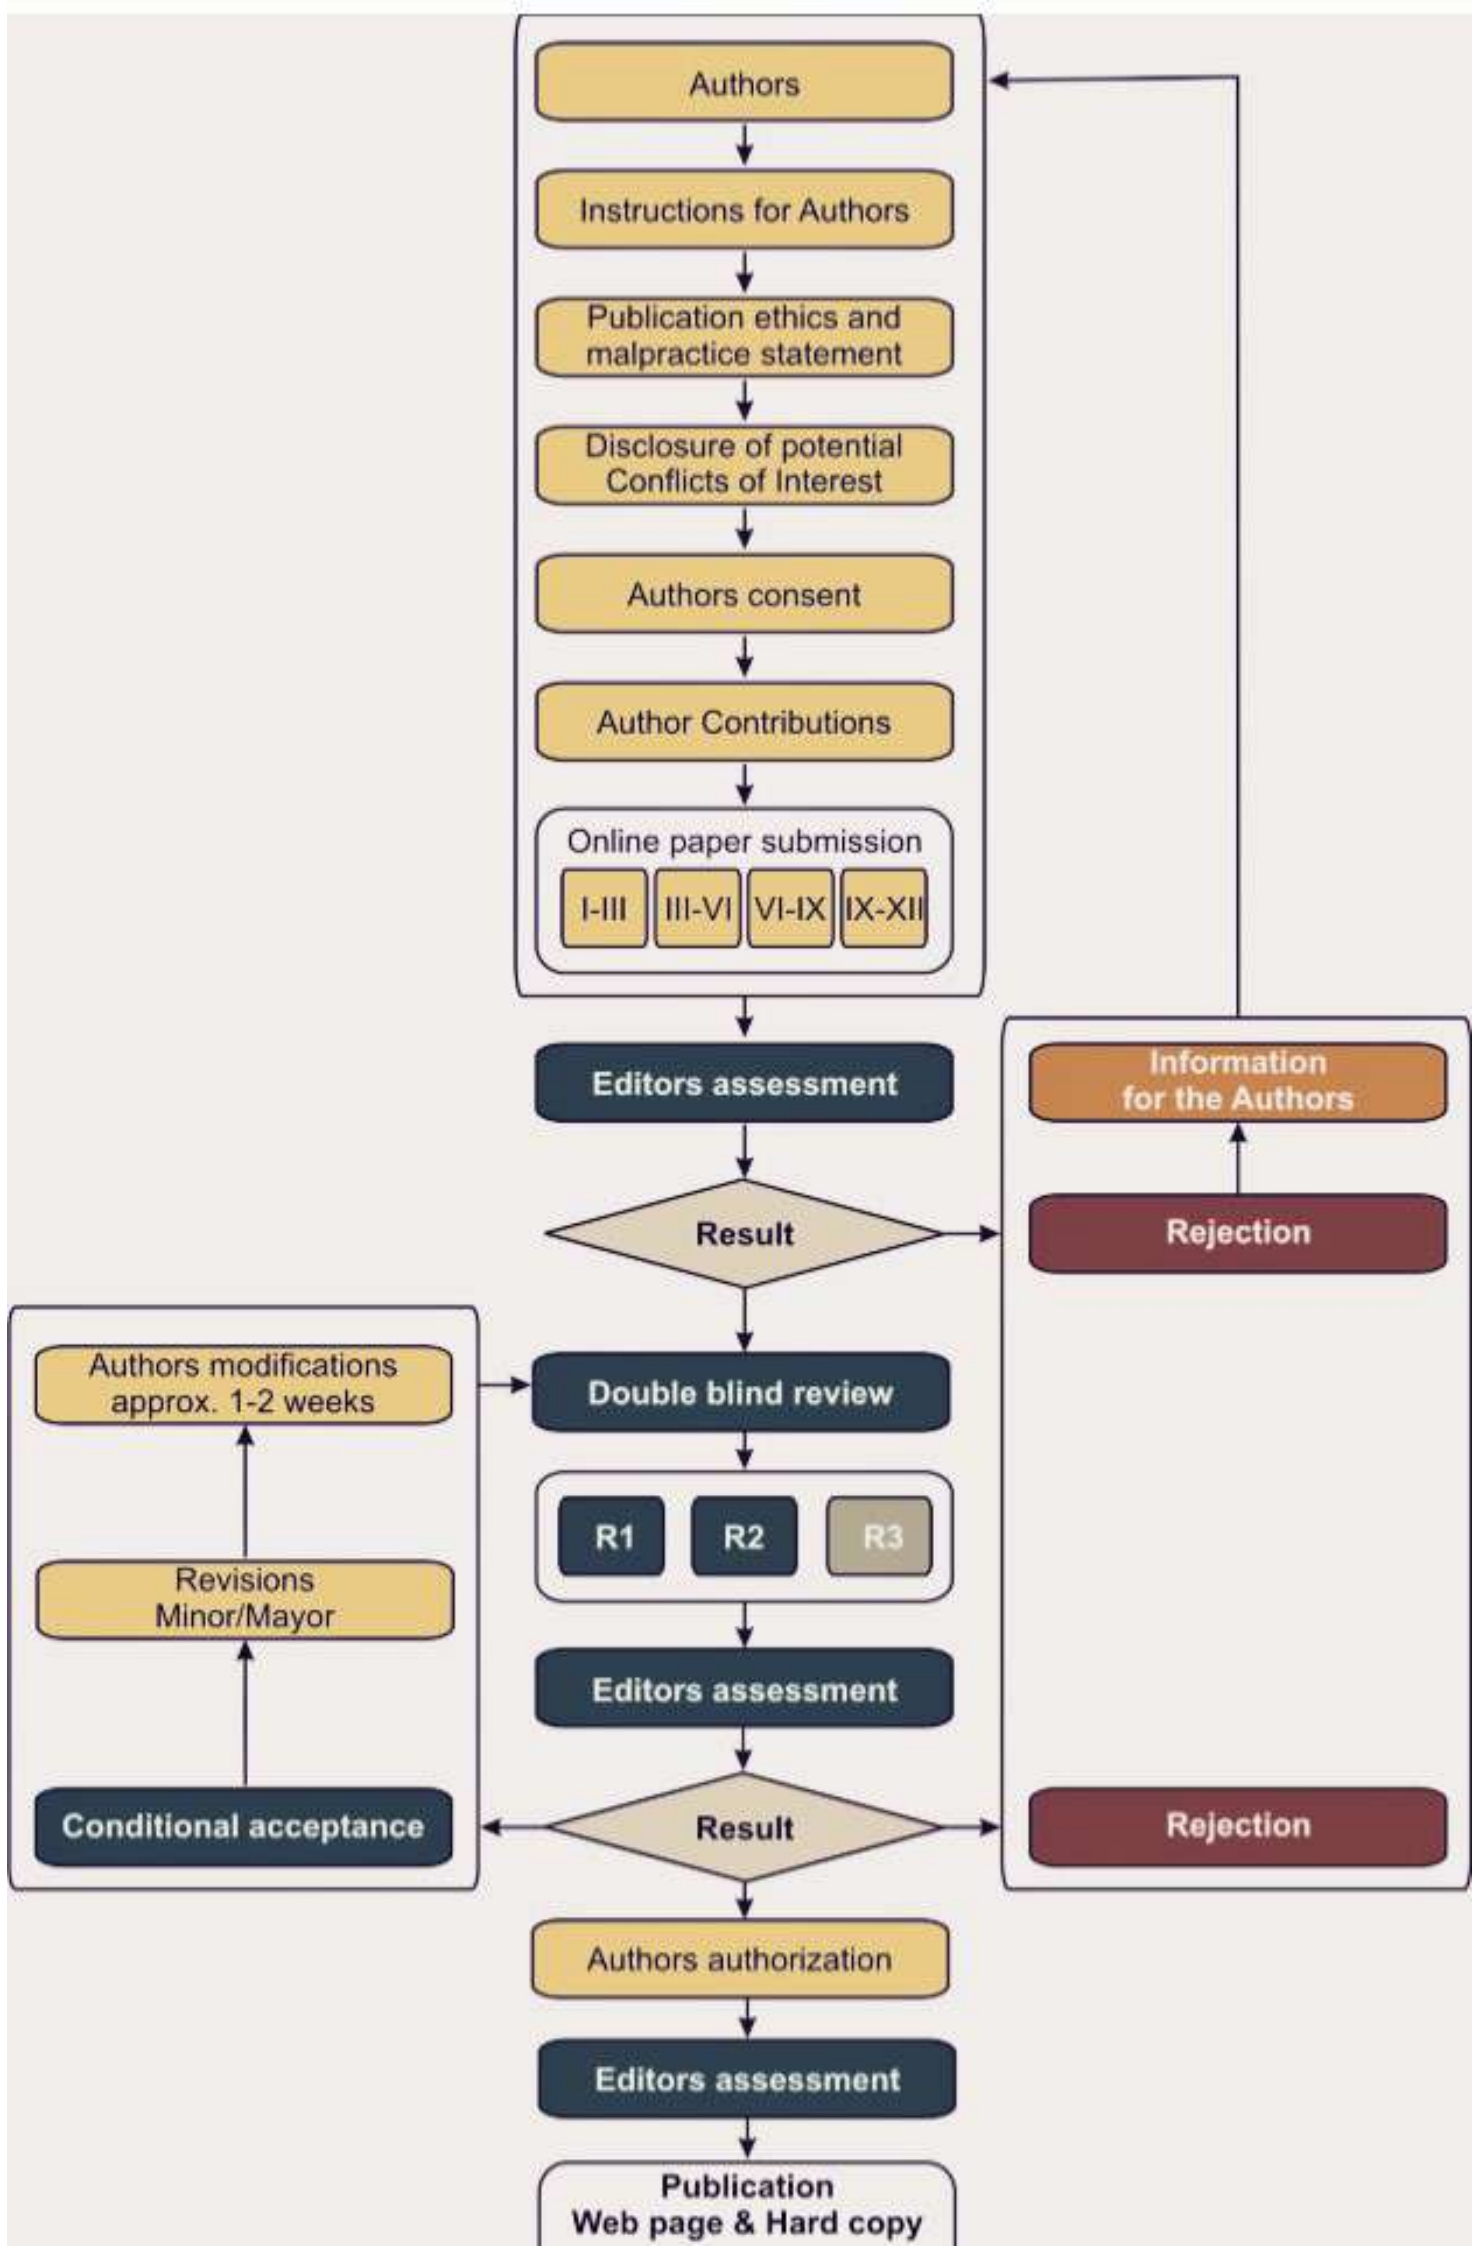 Authors
Instructions for Authors
Publication ethics and
malpractice statement
Disclosure of potential
Conflicts of Interest
Authors consent
Author Contributions
Online paper submission
I-III III-VI VI-IX IX-XII
Editors assessment
Information
for the Authors
Result
Rejection
Authors modifications
approx. 1-2 weeks
Double blind review
R1 R2 R3
Revisions
Minor/Mayor
Editors assessment
Conditional acceptance
Result
Rejection
Authors authorization
Editors assessment
Publication
Web page & Hard copy